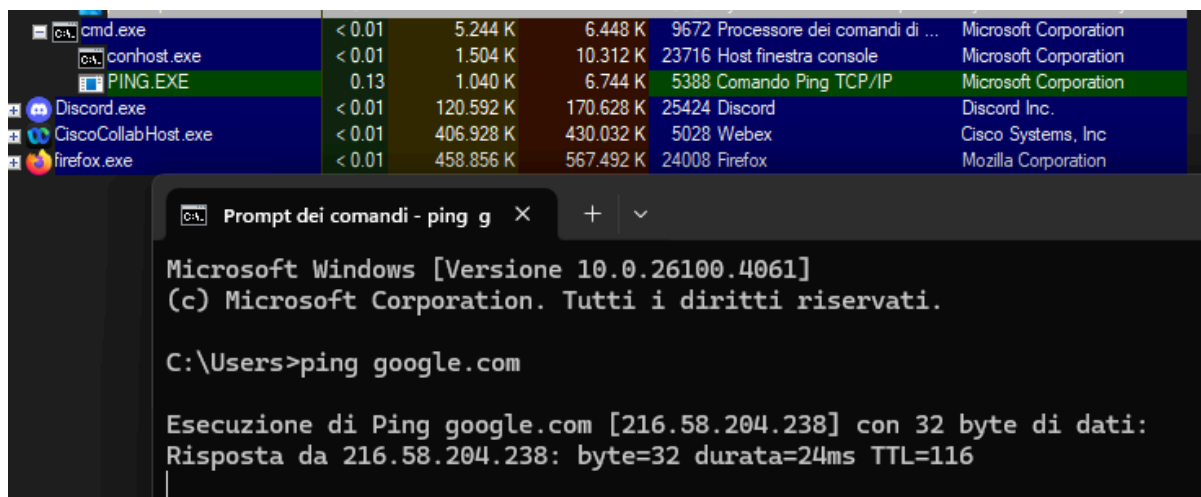 cmd.exe < 0.01 5.244 K 6.448 K 9672 Processore dei comandi di ... Microsoft Corporation
conhost.exe < 0.01 1.504 K 10.312 K 23716 Host finestra console Microsoft Corporation
PING.EXE 0.13 1.040 K 6.744 K 5388 Comando Ping TCP/IP Microsoft Corporation
Discord.exe < 0.01 120.592 K 170.628 K 25424 Discord Discord Inc.
CiscoCollabHost.exe < 0.01 406.928 K 430.032 K 5028 Webex Cisco Systems, Inc
firefox.exe < 0.01 458.856 K 567.492 K 24008 Firefox Mozilla Corporation
Prompt dei comandi - ping g
Microsoft Windows [Versione 10.0.26100.4061]
(c) Microsoft Corporation. Tutti i diritti riservati.
C:\Users>ping google.com
Esecuzione di Ping google.com [216.58.204.238] con 32 byte di dati:
Risposta da 216.58.204.238: byte=32 durata=24ms TTL=116